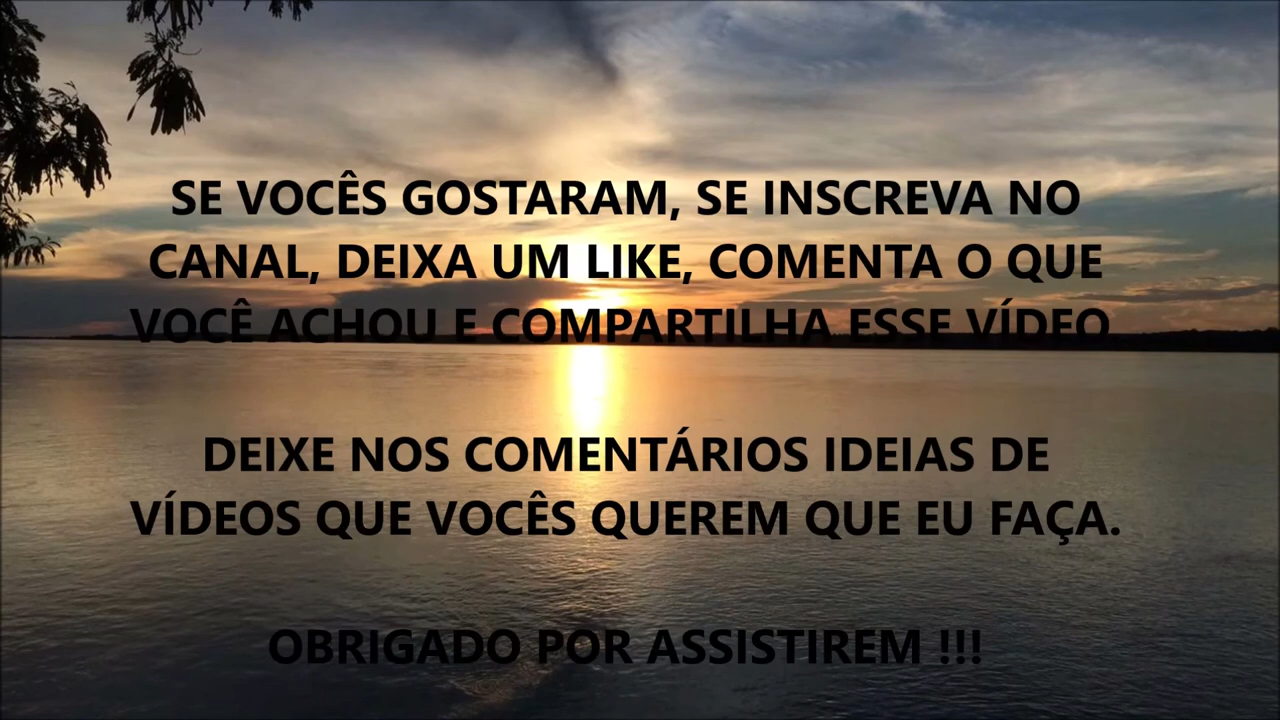 SE VOCÊS GOSTARAM, SE INSCREVA NO
CANAL, DEIXA UM LIKE, COMENTA O QUE
VOCÊ ACHOU E COMPARTILHA ESSE VÍDEO
DEIXE NOS COMENTÁRIOS IDEIAS DE
VÍDEOS QUE VOCÊS QUEREM QUE EU FAÇA.
OBRIGADO POR ASSISTIREM !!!